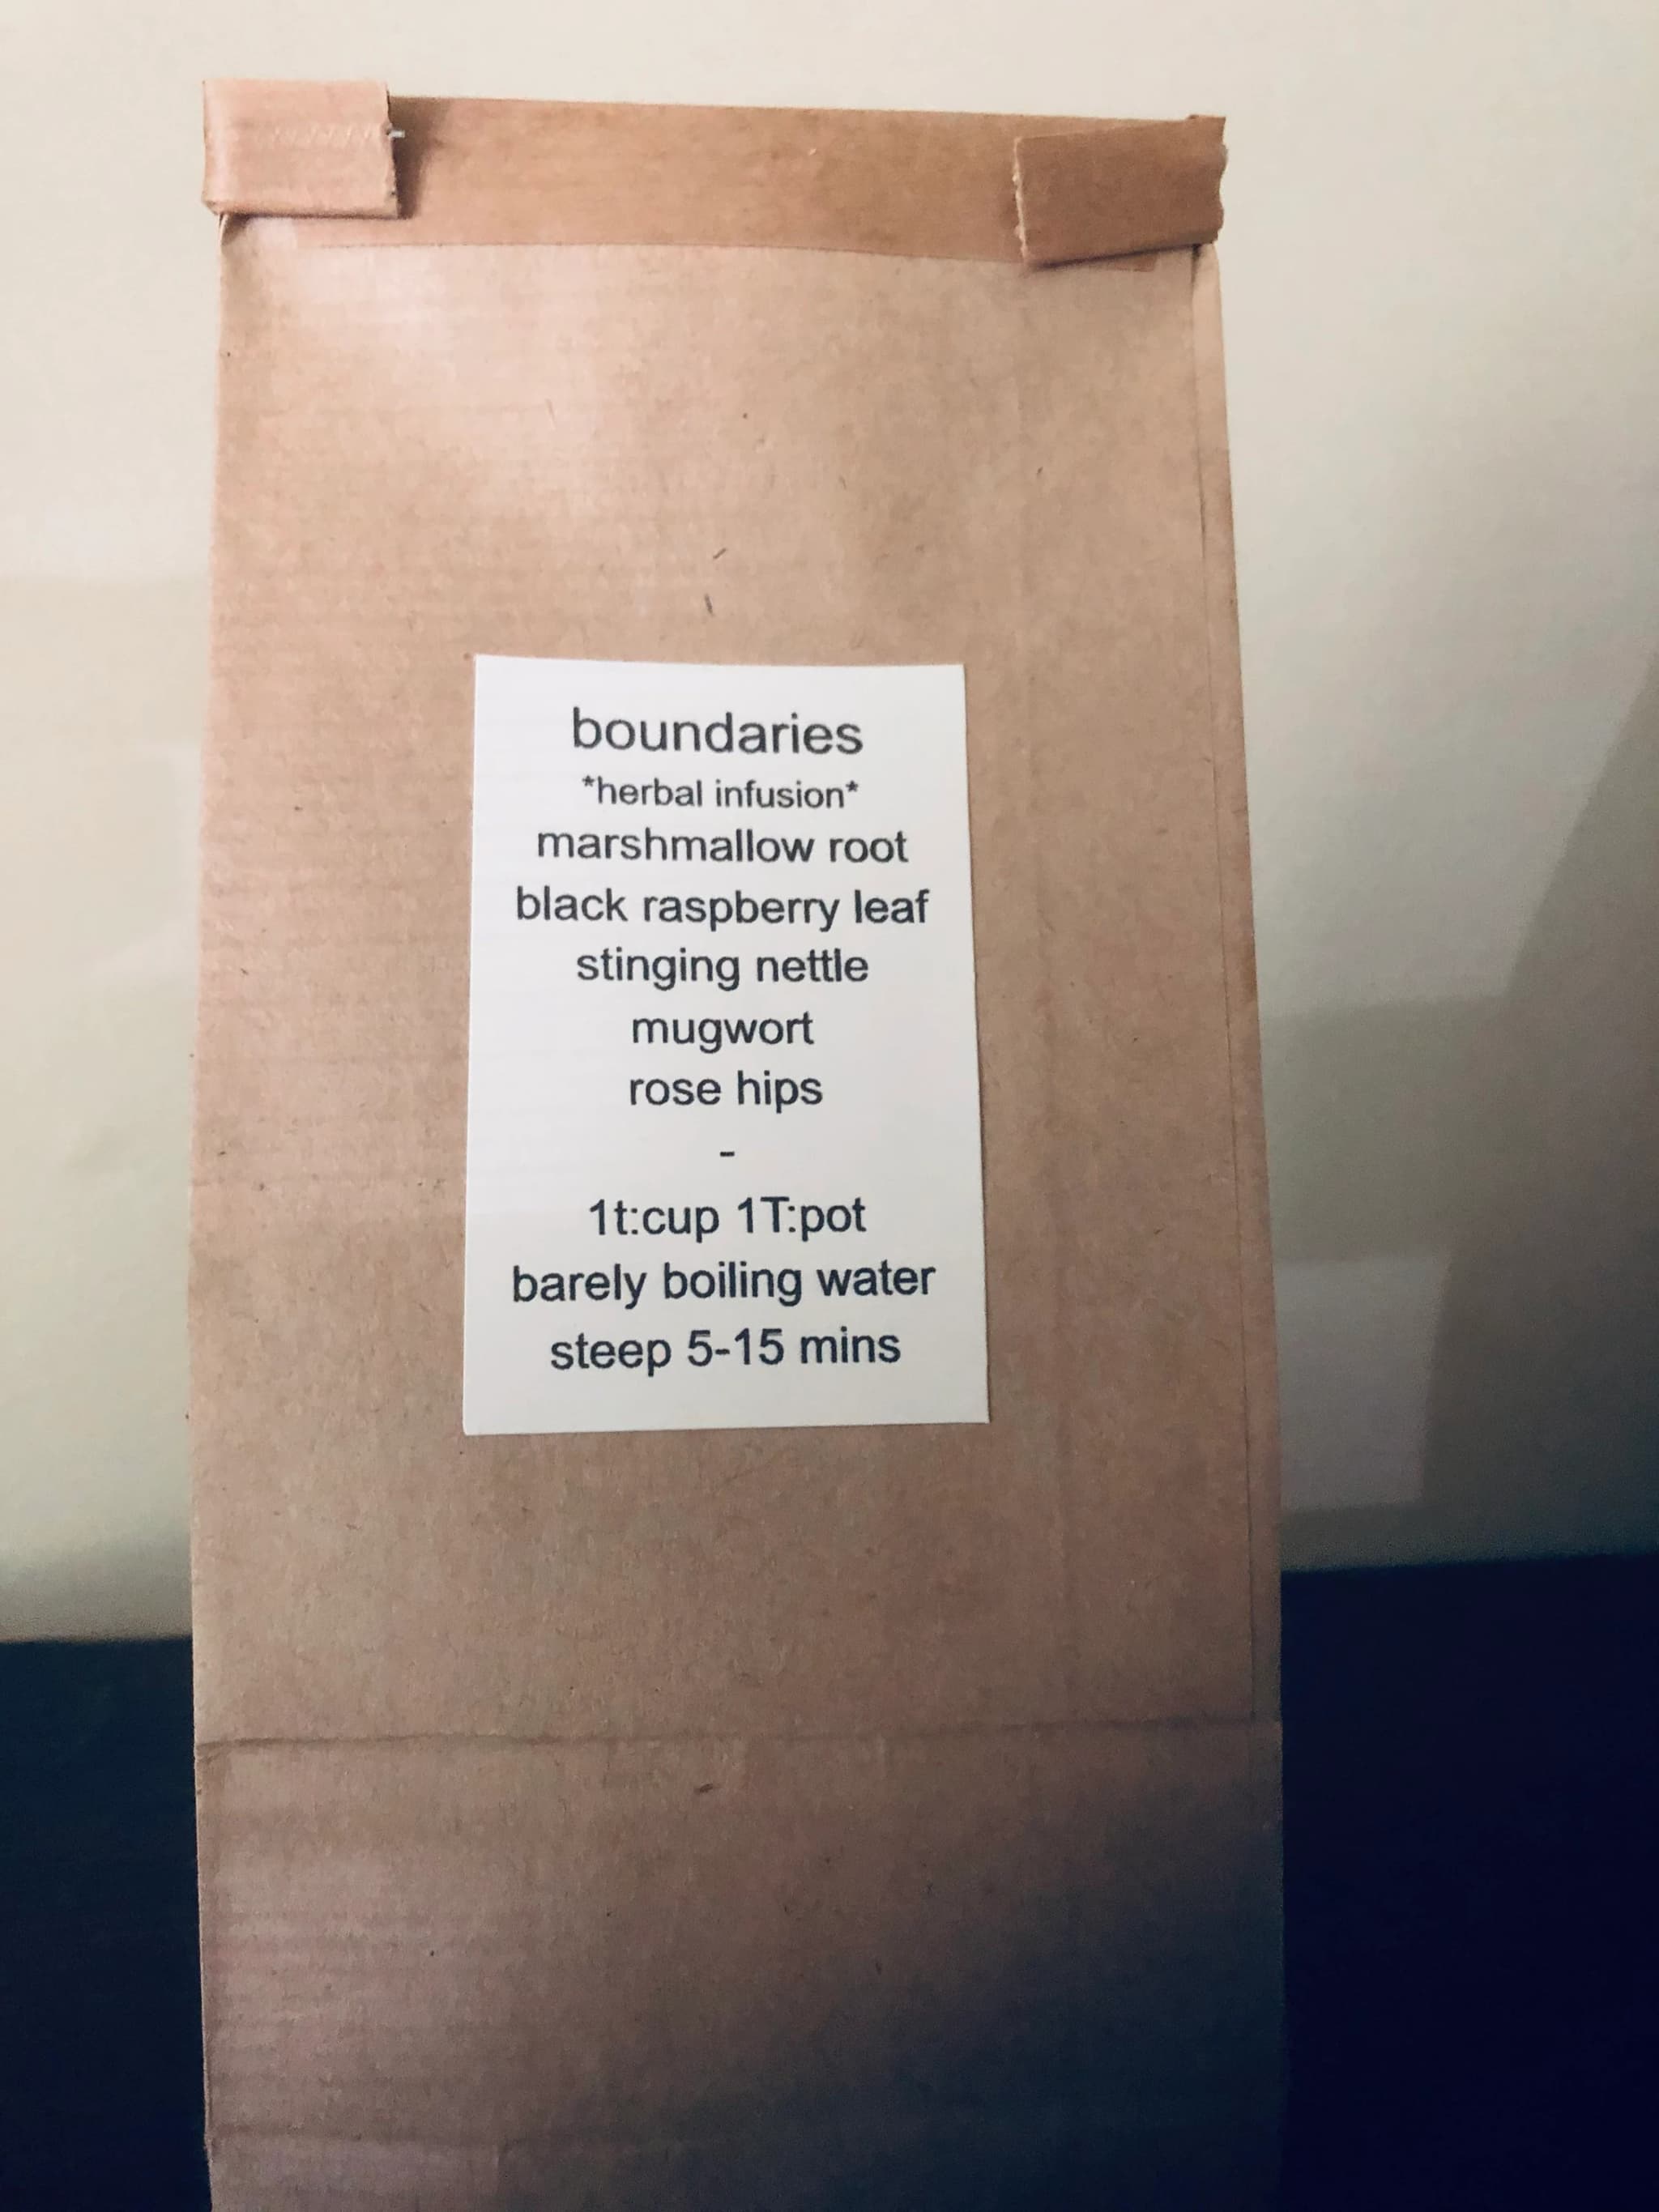 boundaries
*herbal infusion*
marshmallow root
black raspberry leaf
stinging nettle
mugwort
rose hips
-
1t:cup 1T:pot
barely boiling water
steep 5-15 mins